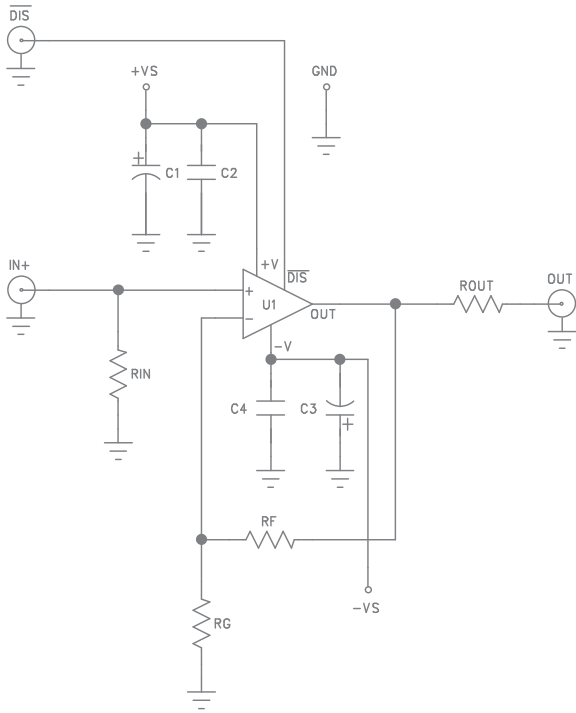 DIS
+VS
GND
+
C1
C2
IN+
+V
DIS
+
U1
−
OUT
ROUT
OUT
−V
RIN
C4
C3
+
RF
−VS
RG